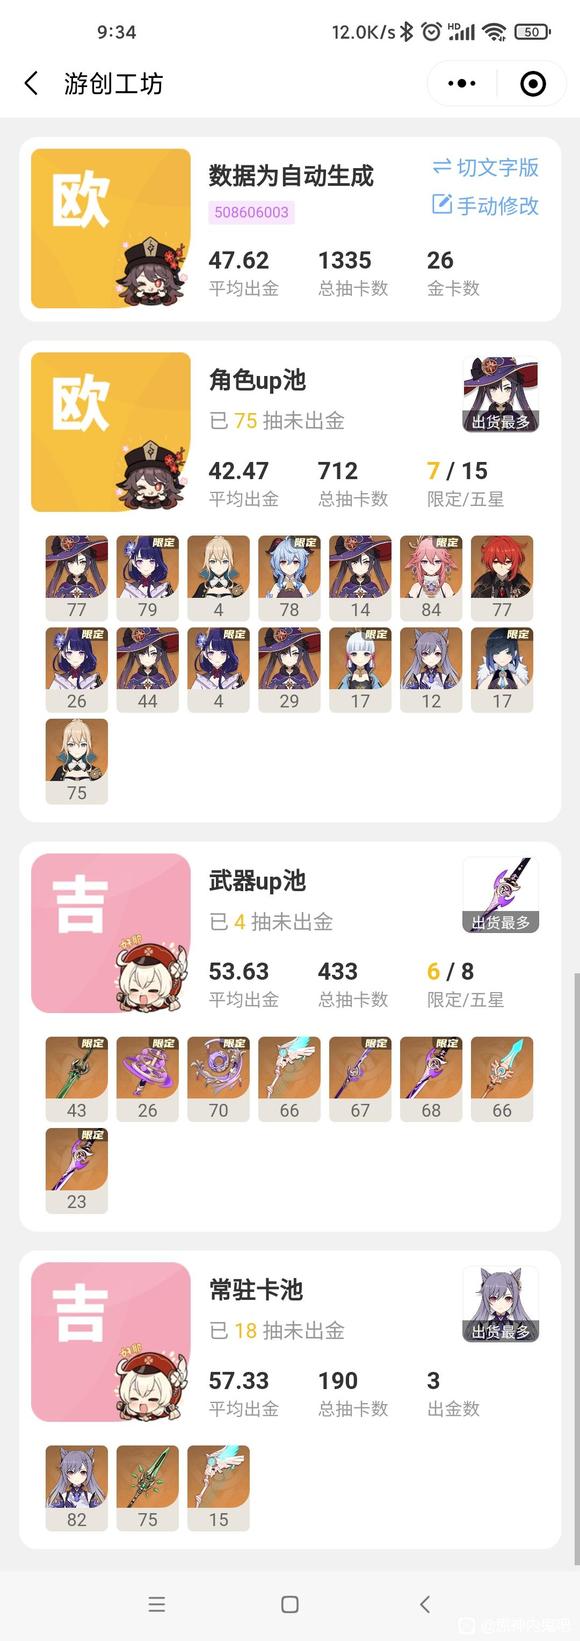 9:34 12.0K/s HD 50
游创工坊
欧
数据为自动生成
切文字版
508606003
手动修改
47.62 1335 26
平均出金 总抽卡数 金卡数
欧
角色up池
已 75 抽未出金
出货最多
42.47 712 7 / 15
平均出金 总抽卡数 限定/五星
限定 限定 限定
77 79 4 78 14 84 77
限定 限定 限定 限定
26 44 4 29 17 12 17
75
吉
好耶
武器up池
已 4 抽未出金
出货最多
53.63 433 6 / 8
平均出金 总抽卡数 限定/五星
限定 限定 限定 限定 限定
43 26 70 66 67 68 66
限定
23
吉
好耶
常驻卡池
已 18 抽未出金
出货最多
57.33 190 3
平均出金 总抽卡数 出金数
82 75 15
@原神内鬼吧